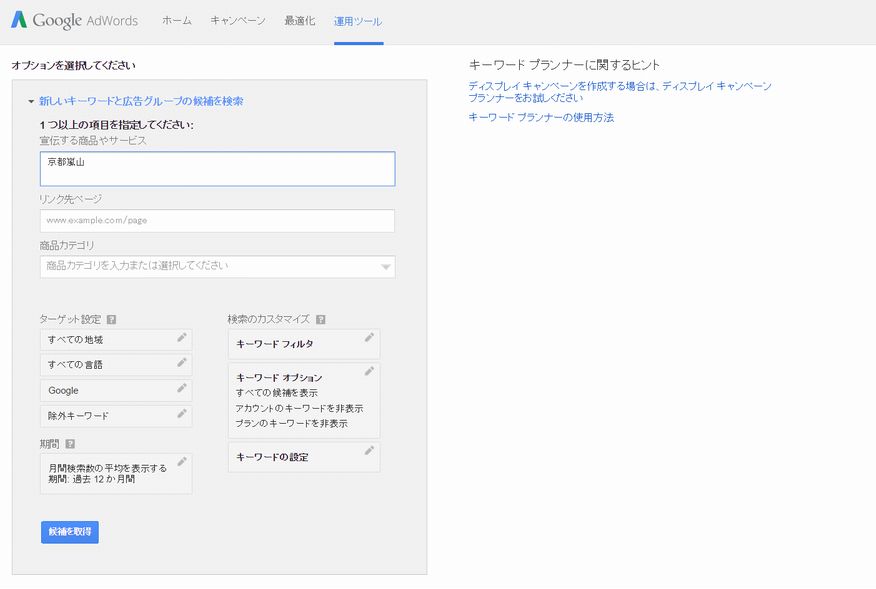 Google AdWords ホーム キャンペーン 最適化 運用ツール
オプションを選択してください
新しいキーワードと広告グループの候補を検索
1 つ以上の項目を指定してください:
宣伝する商品やサービス
京都嵐山
リンク先ページ
www.example.com/page
商品カテゴリ
商品カテゴリを入力または選択してください
ターゲット設定 ?
すべての地域
すべての言語
Google
除外キーワード
期間 ?
月間検索数の平均を表示する
期間: 過去 12 か月間
候補を取得
検索のカスタマイズ ?
キーワード フィルタ
キーワード オプション
すべての候補を表示
アカウントのキーワードを非表示
プランのキーワードを非表示
キーワードの設定
キーワード プランナーに関するヒント
ディスプレイ キャンペーンを作成する場合は、ディスプレイ キャンペーン
プランナーをお試しください
キーワード プランナーの使用方法